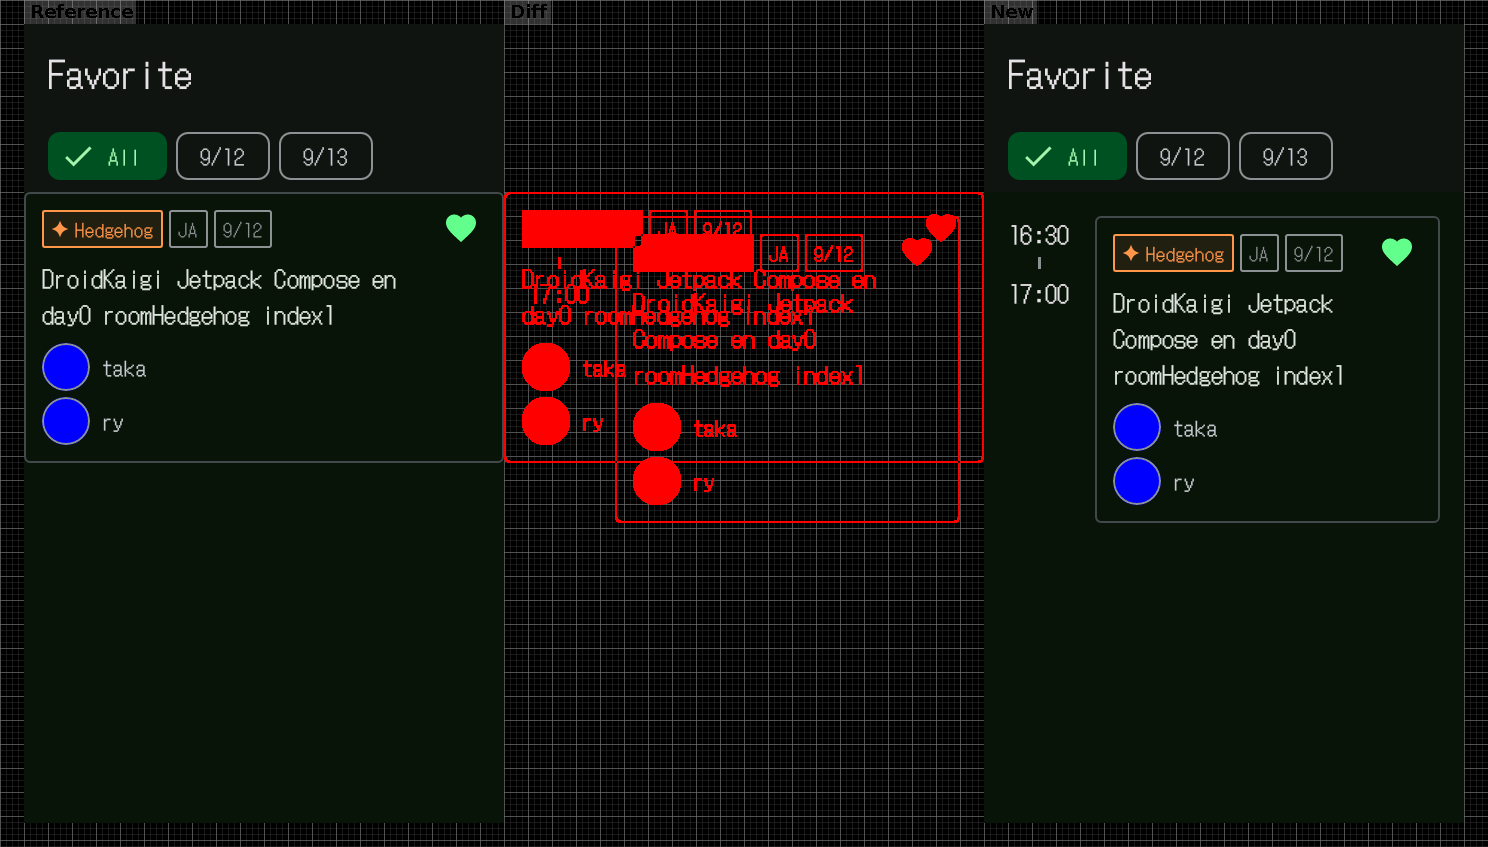 Reference
Favorite
All
9/12
9/13
Hedgehog
JA
9/12
DroidKaigi Jetpack Compose en
day0 roomHedgehog index1
taka
ry
Diff
JA
9/12
JA
9/12
DroidKaigi Jetpack Compose en
17:00
DroidKaigi Jetpack
day0 roomHedgehog index1
Compose en day0
taka
roomHedgehog index1
ry
taka
ry
New
Favorite
All
9/12
9/13
16:30
17:00
Hedgehog
JA
9/12
DroidKaigi Jetpack
Compose en day0
roomHedgehog index1
taka
ry